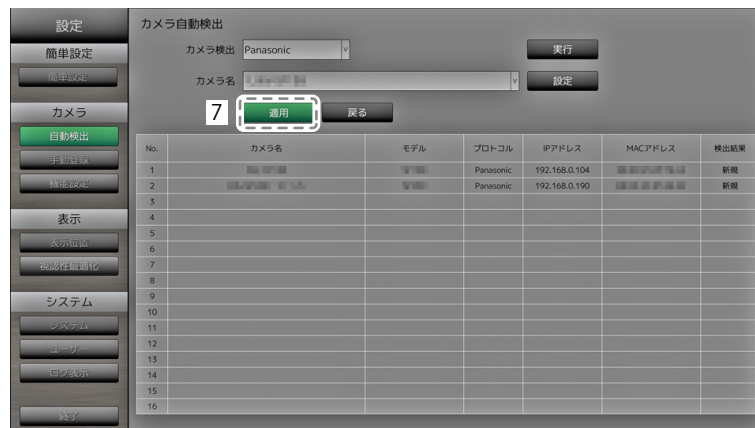 設定
簡単設定
簡単設定
カメラ
自動検出
手動登録
機能設定
表示
表示位置
視認性最適化
システム
システム
ユーザー
ログ表示
終了
カメラ自動検出
カメラ検出 Panasonic 実行
カメラ名 設定
7 適用 戻る
No. カメラ名 モデル プロトコル IPアドレス MACアドレス 検出結果
1 Panasonic 192.168.0.104 新規
2 Panasonic 192.168.0.190 新規
3
4
5
6
7
8
9
10
11
12
13
14
15
16